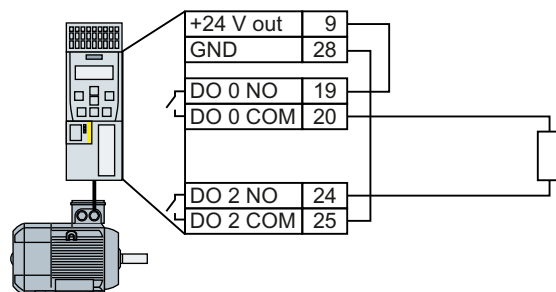 +24 V out 9
GND 28
DO 0 NO 19
DO 0 COM 20
DO 2 NO 24
DO 2 COM 25